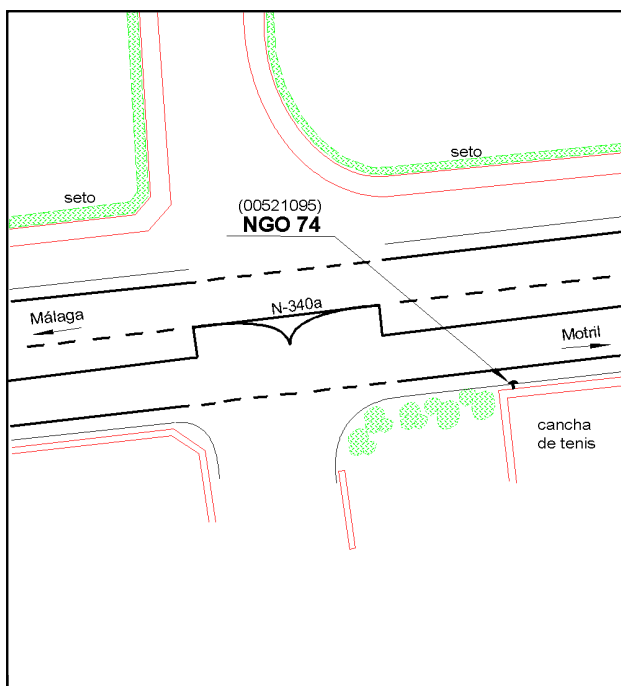 seto
seto
(00521095)
NGO 74
N-340a
Málaga
Motril
cancha
de tenis